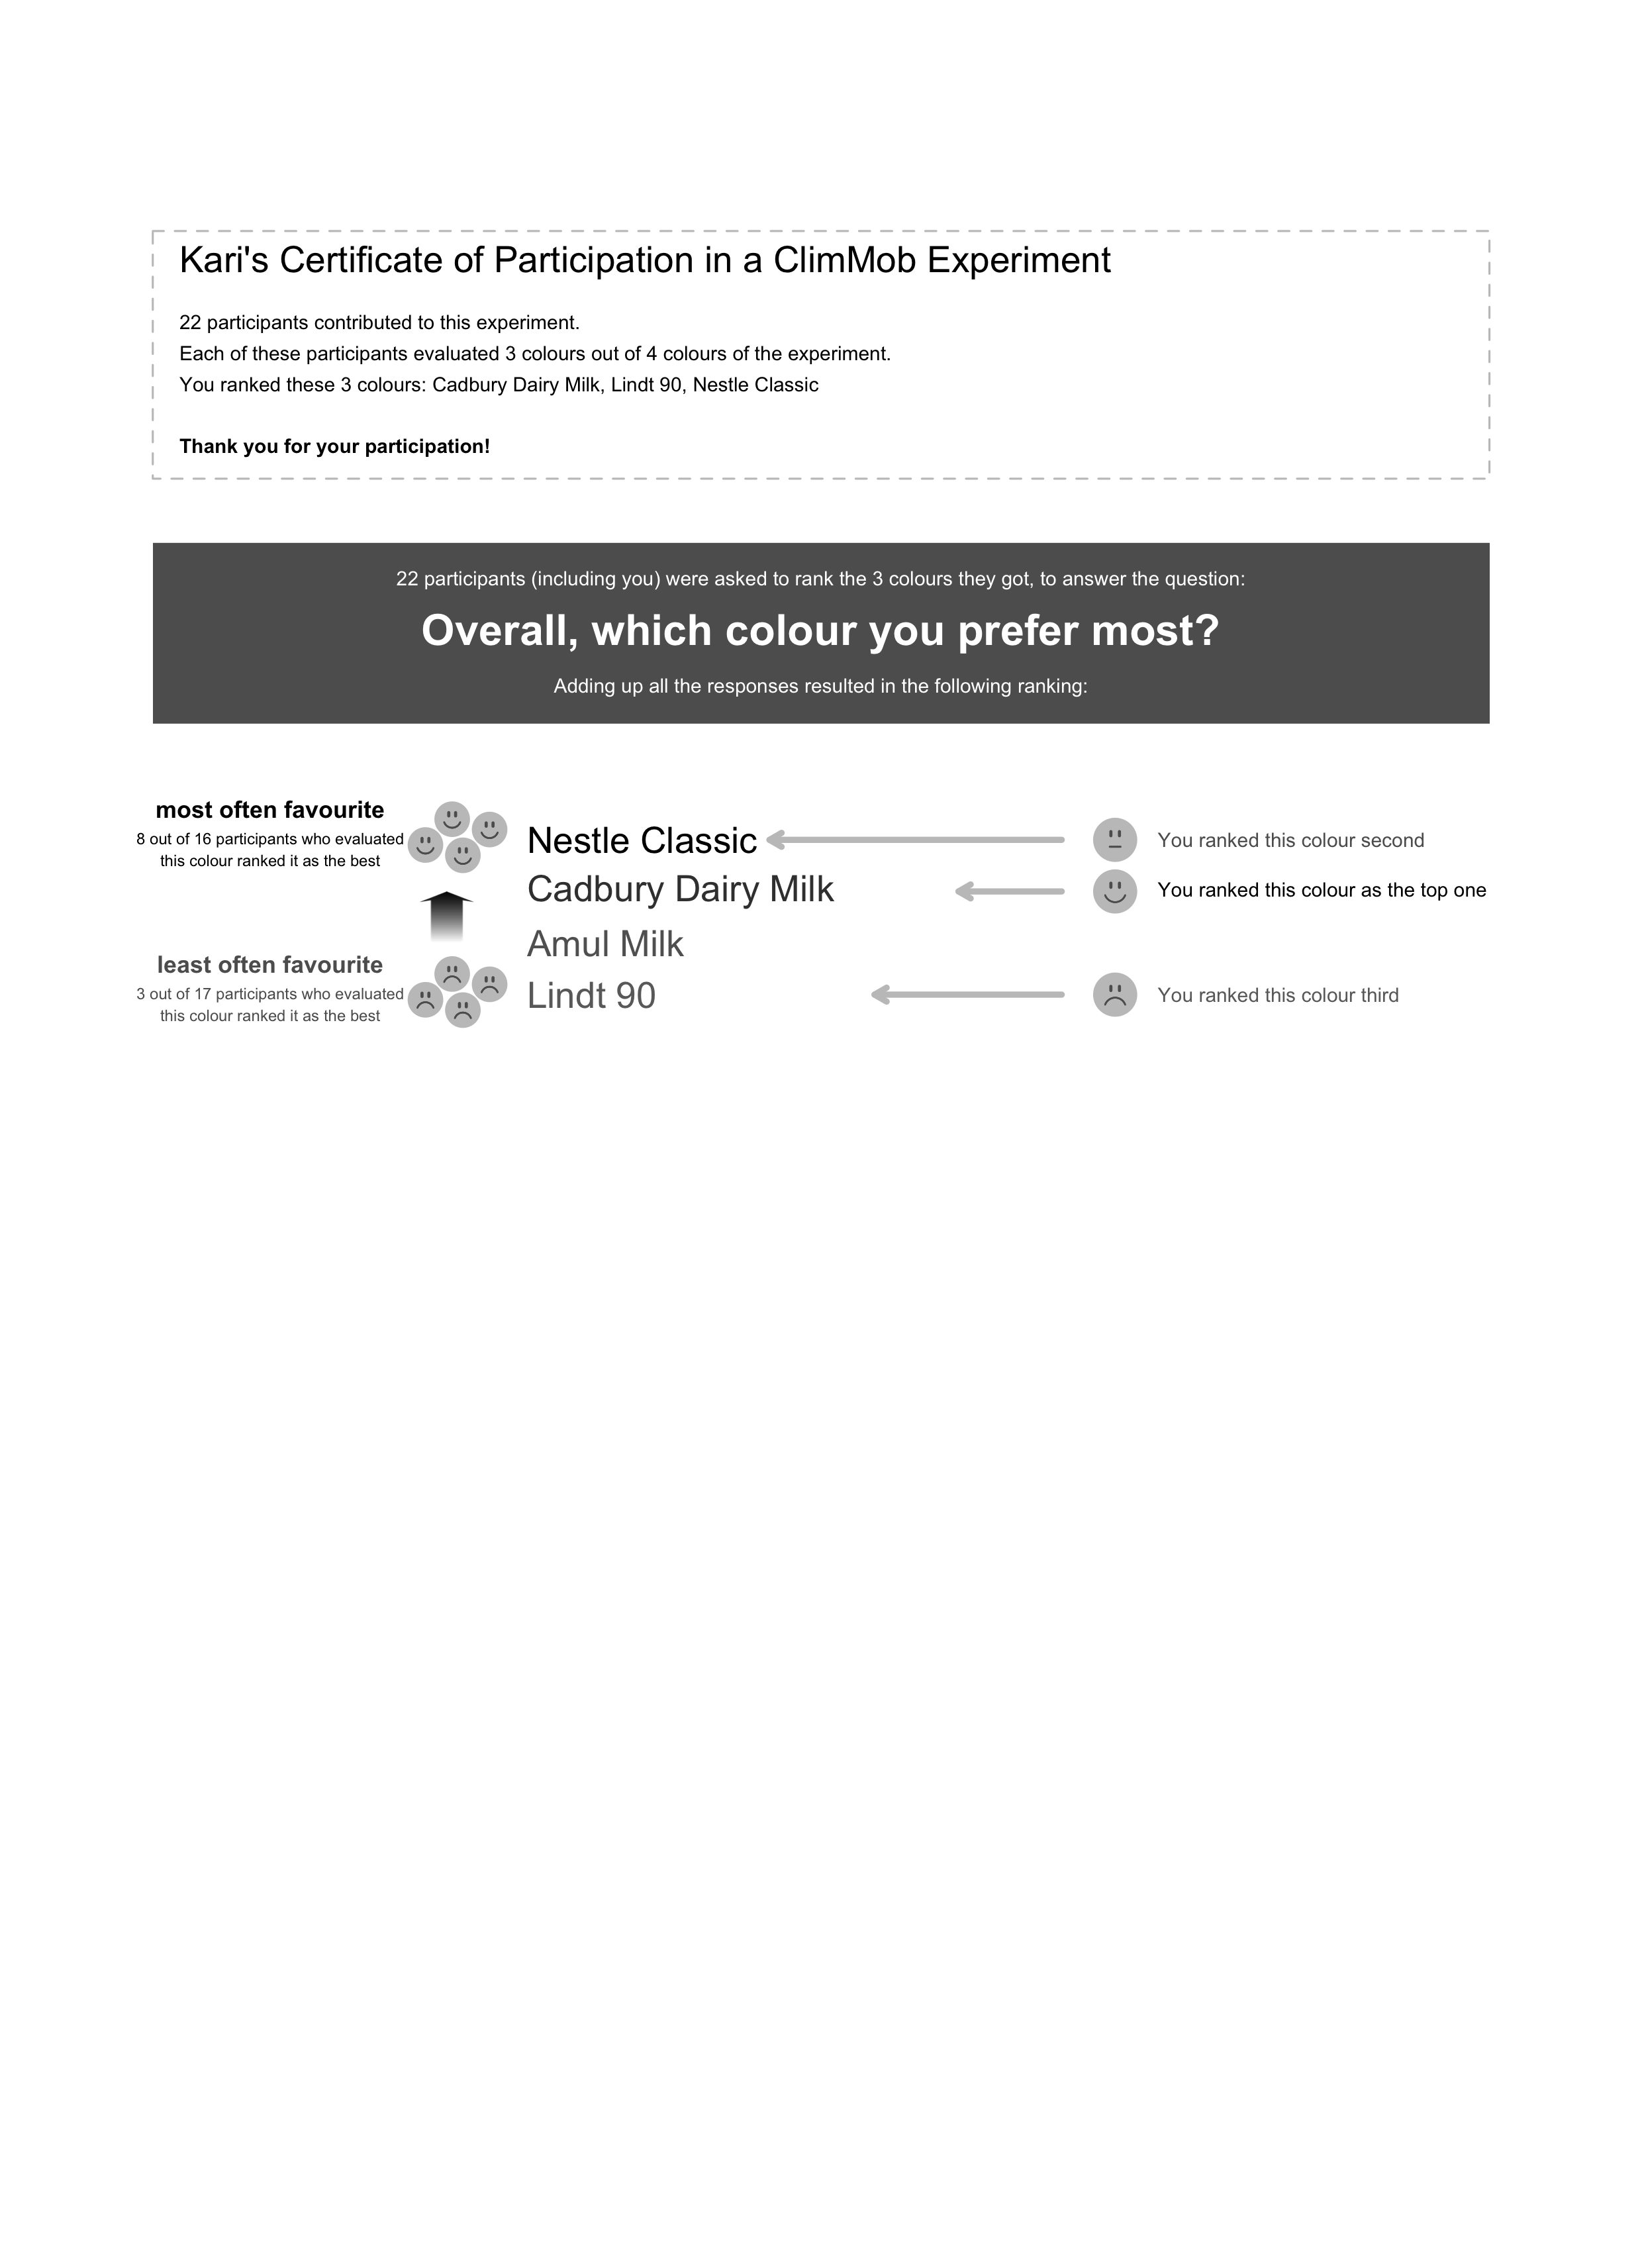 Kari's Certificate of Participation in a ClimMob Experiment
22 participants contributed to this experiment.
Each of these participants evaluated 3 colours out of 4 colours of the experiment.
You ranked these 3 colours: Cadbury Dairy Milk, Lindt 90, Nestle Classic
Thank you for your participation!
22 participants (including you) were asked to rank the 3 colours they got, to answer the question:
Overall, which colour you prefer most?
Adding up all the responses resulted in the following ranking:
most often favourite
8 out of 16 participants who evaluated
this colour ranked it as the best
Nestle Classic
You ranked this colour second
Cadbury Dairy Milk
You ranked this colour as the top one
Amul Milk
least often favourite
3 out of 17 participants who evaluated
this colour ranked it as the best
Lindt 90
You ranked this colour third